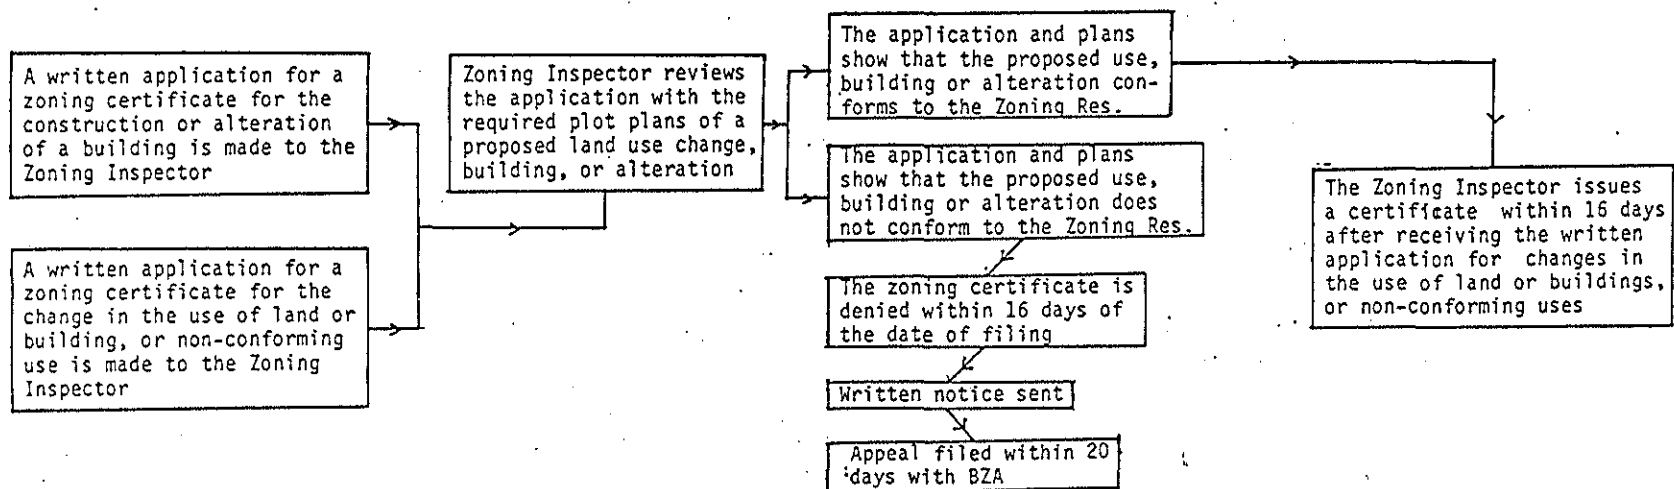 A written application for a
zoning certificate for the
construction or alteration
of a building is made to the
Zoning Inspector
A written application for a
zoning certificate for the
change in the use of land or
building, or non-conforming
use is made to the Zoning
Inspector
Zoning Inspector reviews
the application with the
required plot plans of a
proposed land use change,
building, or alteration
The application and plans
show that the proposed use,
building or alteration con-
forms to the Zoning Res.
The application and plans
show that the proposed use,
building or alteration does
not conform to the Zoning Res.
The zoning certificate is
denied within 16 days of
the date of filing
Written notice sent
Appeal filed within 20
days with BZA
The Zoning Inspector issues
a certificate within 16 days
after receiving the written
application for changes in
the use of land or buildings,
or non-conforming uses